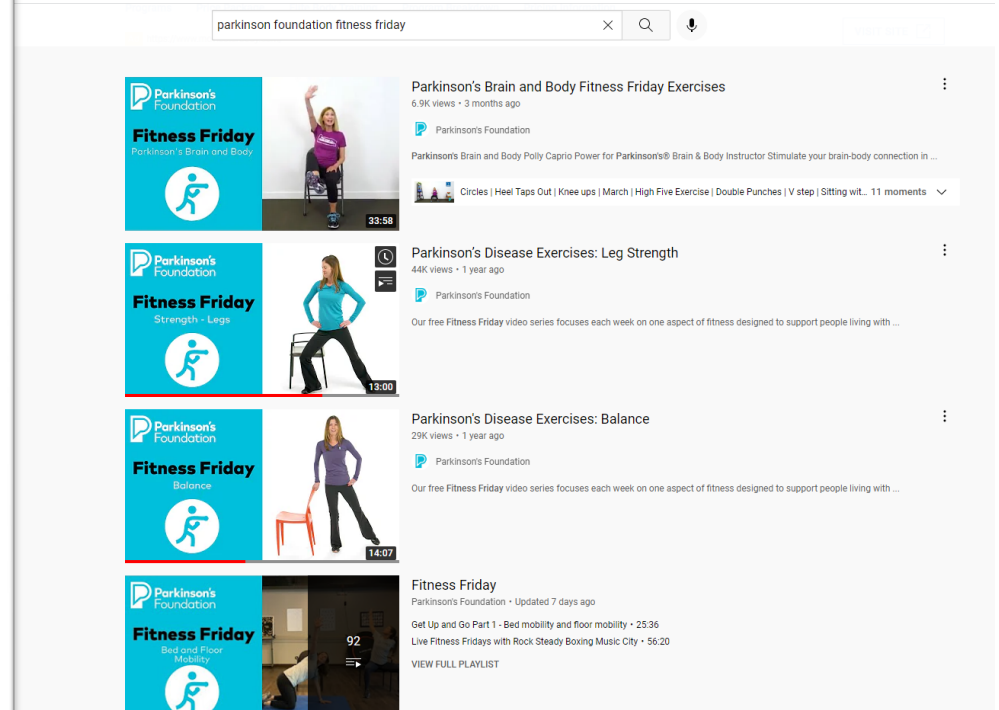 parkinson foundation fitness friday
Parkinson's
Foundation
Fitness Friday
Parkinson's Brain and Body
33:58
Parkinson's Brain and Body Fitness Friday Exercises
6.9K views • 3 months ago
Parkinson's Foundation
Parkinson's Brain and Body Polly Caprio Power for Parkinson's® Brain & Body Instructor Stimulate your brain-body connection in ...
Circles | Heel Taps Out | Knee ups | March | High Five Exercise | Double Punches | V step | Sitting wit... 11 moments
Parkinson's
Foundation
Fitness Friday
Strength - Legs
13:00
Parkinson's Disease Exercises: Leg Strength
44K views • 1 year ago
Parkinson's Foundation
Our free Fitness Friday video series focuses each week on one aspect of fitness designed to support people living with ...
Parkinson's
Foundation
Fitness Friday
Balance
14:07
Parkinson's Disease Exercises: Balance
29K views • 1 year ago
Parkinson's Foundation
Our free Fitness Friday video series focuses each week on one aspect of fitness designed to support people living with ...
Parkinson's
Foundation
Fitness Friday
Bed and Floor
Mobility
92
Fitness Friday
Parkinson's Foundation • Updated 7 days ago
Get Up and Go Part 1 - Bed mobility and floor mobility • 25:36
Live Fitness Fridays with Rock Steady Boxing Music City • 56:20
VIEW FULL PLAYLIST